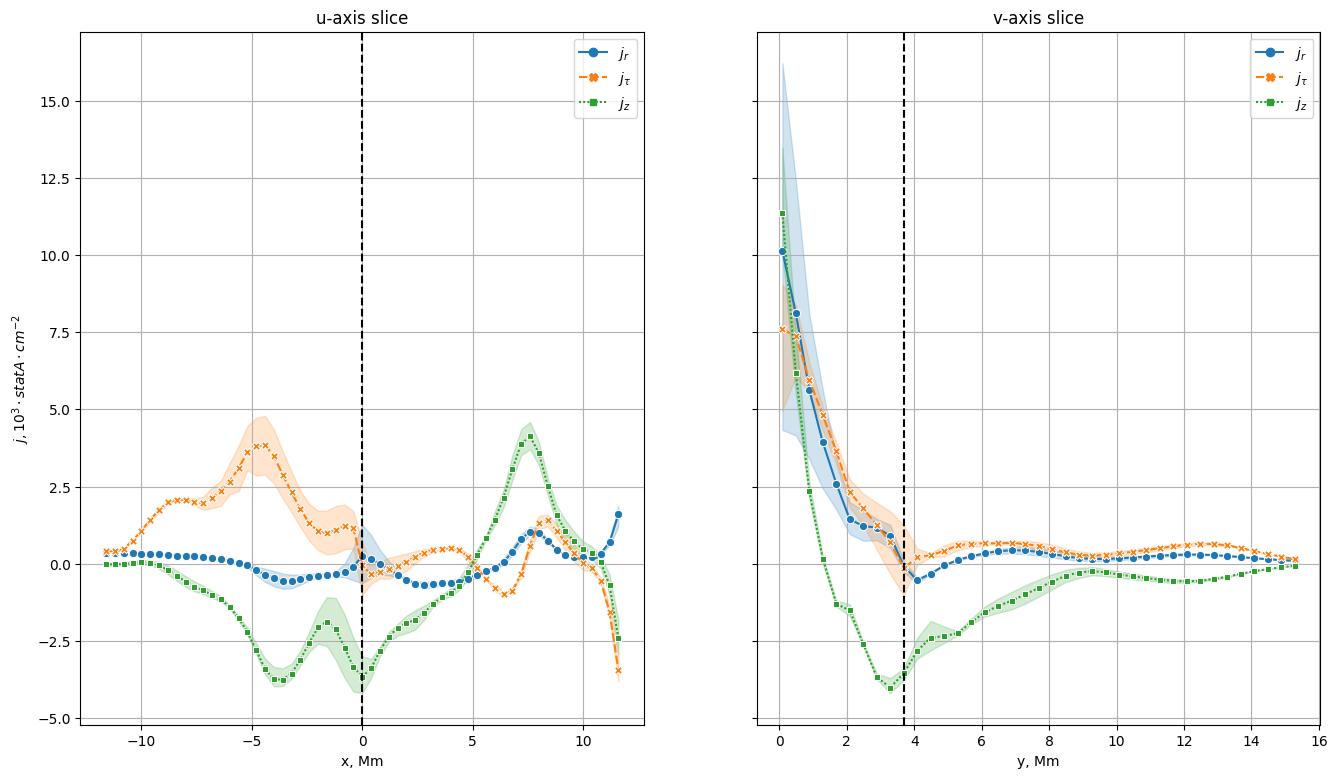 u-axis slice
v-axis slice
j_r
j_τ
j_z
j_r
j_τ
j_z
15.0
12.5
10.0
7.5
5.0
2.5
0.0
−2.5
−5.0
j, 10^3 · statA · cm^{−2}
−10 −5 0 5 10
0 2 4 6 8 10 12 14 16
x, Mm
y, Mm